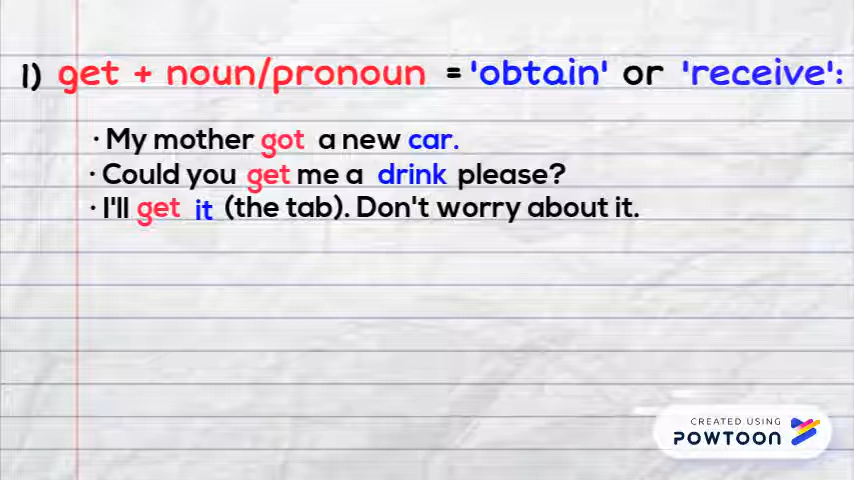 1) get + noun/pronoun = 'obtain' or 'receive':
· My mother got a new car.
· Could you get me a drink please?
· I'll get it (the tab). Don't worry about it.
CREATED USING
POWTOON